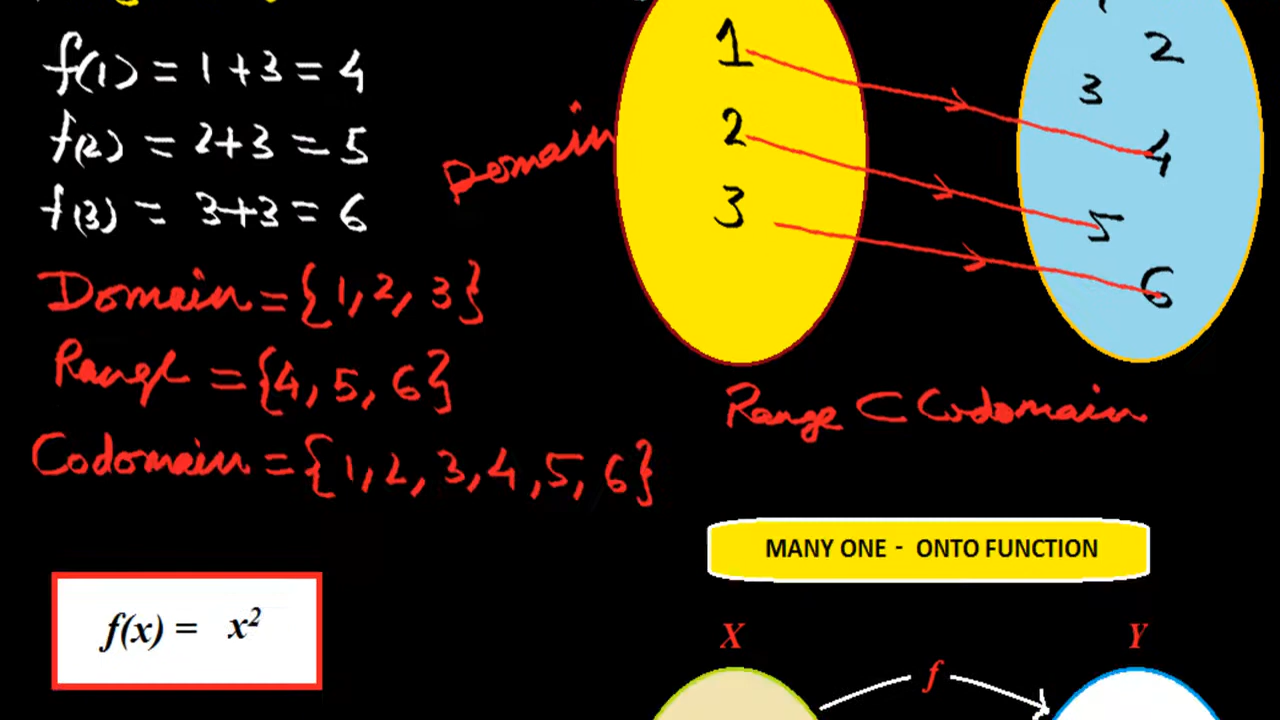 f(1) = 1+3 = 4
f(2) = 2+3 = 5
f(3) = 3+3 = 6
Domain = {1, 2, 3}
Range = {4, 5, 6}
Codomain = {1, 2, 3, 4, 5, 6}
f(x) = x²
Domain
1
2
3
2
3
4
5
6
Range ⊂ Codomain
MANY ONE - ONTO FUNCTION
X
f
Y